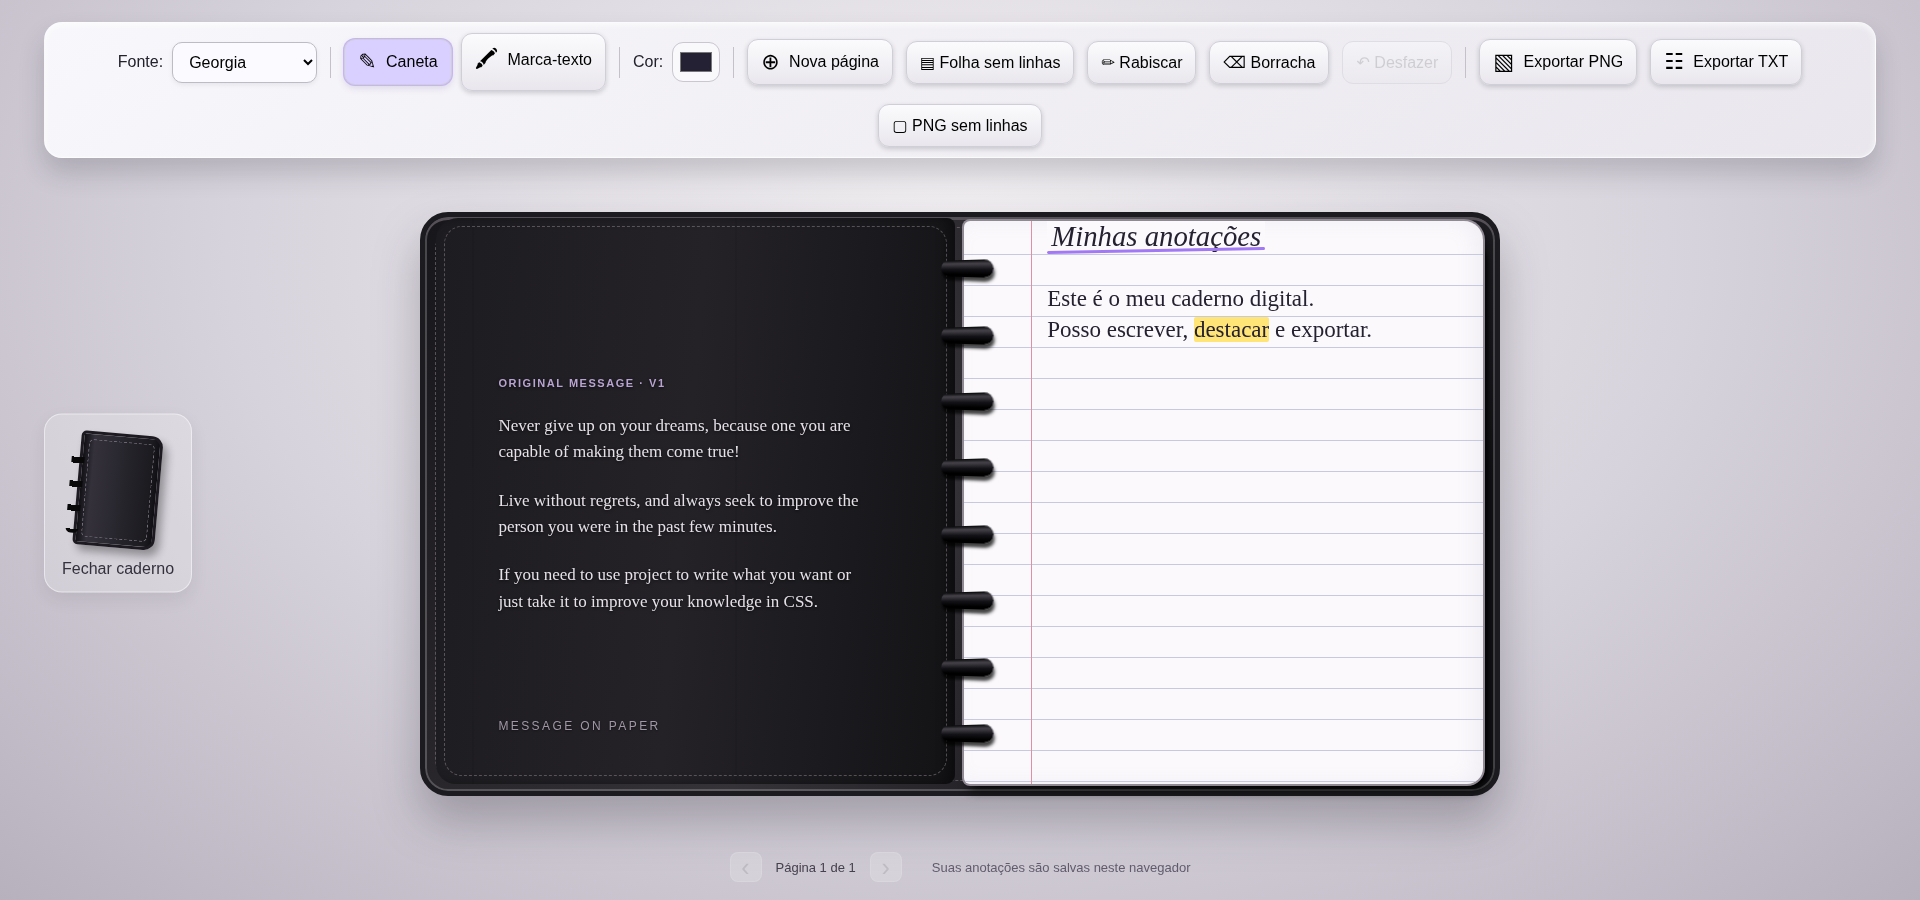 Fonte: Georgia ✎ Caneta 🖌 Marca-texto Cor: ⊕ Nova página ▤ Folha sem linhas ✏ Rabiscar ⌫ Borracha ↶ Desfazer ▧ Exportar PNG ☷ Exportar TXT
▢ PNG sem linhas
ORIGINAL MESSAGE · V1
Never give up on your dreams, because one you are
capable of making them come true!
Live without regrets, and always seek to improve the
person you were in the past few minutes.
If you need to use project to write what you want or
just take it to improve your knowledge in CSS.
MESSAGE ON PAPER
Minhas anotações
Este é o meu caderno digital.
Posso escrever, destacar e exportar.
Fechar caderno
‹ Página 1 de 1 › Suas anotações são salvas neste navegador